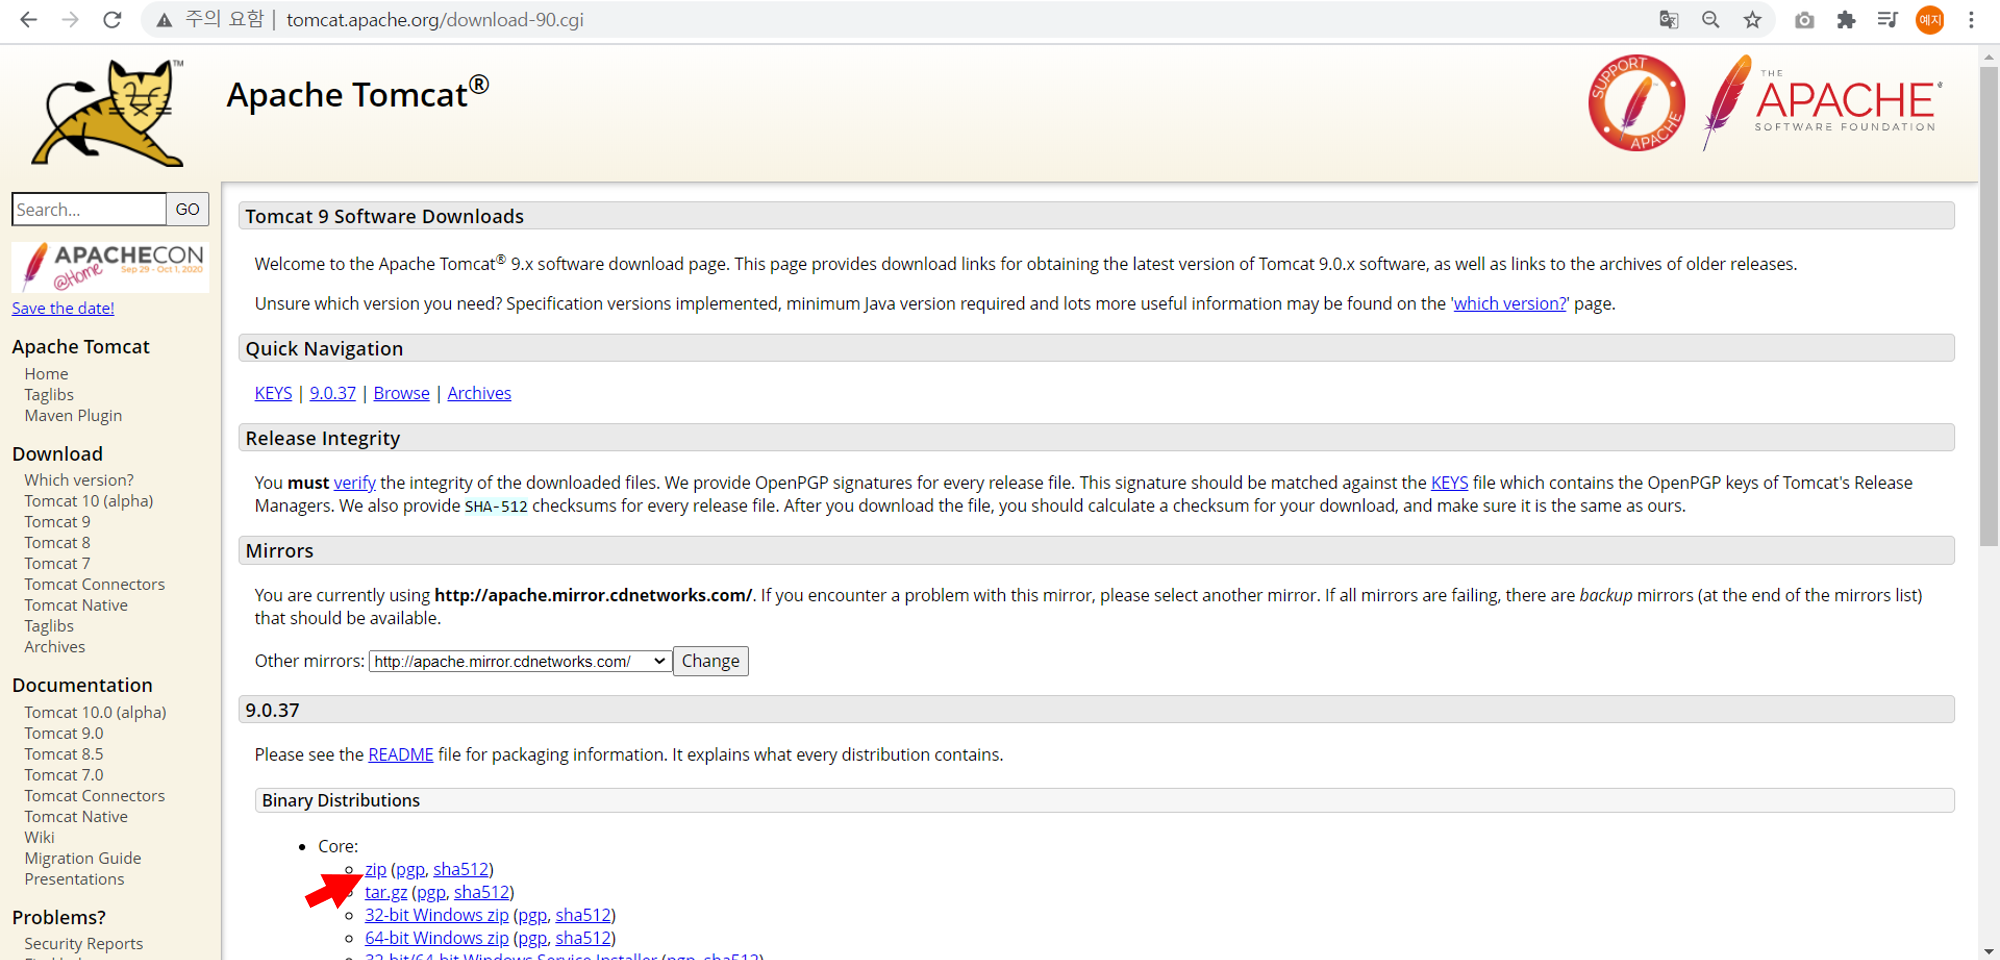 주의 요함 | tomcat.apache.org/download-90.cgi
예지
TM
Apache Tomcat®
SUPPORT APACHE
THE
APACHE
SOFTWARE FOUNDATION
Search...
GO
APACHECON
@Home
Sep 29 - Oct 1, 2020
Save the date!
Apache Tomcat
Home
Taglibs
Maven Plugin
Download
Which version?
Tomcat 10 (alpha)
Tomcat 9
Tomcat 8
Tomcat 7
Tomcat Connectors
Tomcat Native
Taglibs
Archives
Documentation
Tomcat 10.0 (alpha)
Tomcat 9.0
Tomcat 8.5
Tomcat 7.0
Tomcat Connectors
Tomcat Native
Wiki
Migration Guide
Presentations
Problems?
Security Reports
Tomcat 9 Software Downloads
Welcome to the Apache Tomcat® 9.x software download page. This page provides download links for obtaining the latest version of Tomcat 9.0.x software, as well as links to the archives of older releases.
Unsure which version you need? Specification versions implemented, minimum Java version required and lots more useful information may be found on the 'which version?' page.
Quick Navigation
KEYS | 9.0.37 | Browse | Archives
Release Integrity
You must verify the integrity of the downloaded files. We provide OpenPGP signatures for every release file. This signature should be matched against the KEYS file which contains the OpenPGP keys of Tomcat's Release
Managers. We also provide SHA-512 checksums for every release file. After you download the file, you should calculate a checksum for your download, and make sure it is the same as ours.
Mirrors
You are currently using http://apache.mirror.cdnetworks.com/. If you encounter a problem with this mirror, please select another mirror. If all mirrors are failing, there are backup mirrors (at the end of the mirrors list)
that should be available.
Other mirrors: http://apache.mirror.cdnetworks.com/ Change
9.0.37
Please see the README file for packaging information. It explains what every distribution contains.
Binary Distributions
• Core:
zip (pgp, sha512)
tar.gz (pgp, sha512)
32-bit Windows zip (pgp, sha512)
64-bit Windows zip (pgp, sha512)
32-bit/64-bit Windows Service Installer (pgp, sha512)